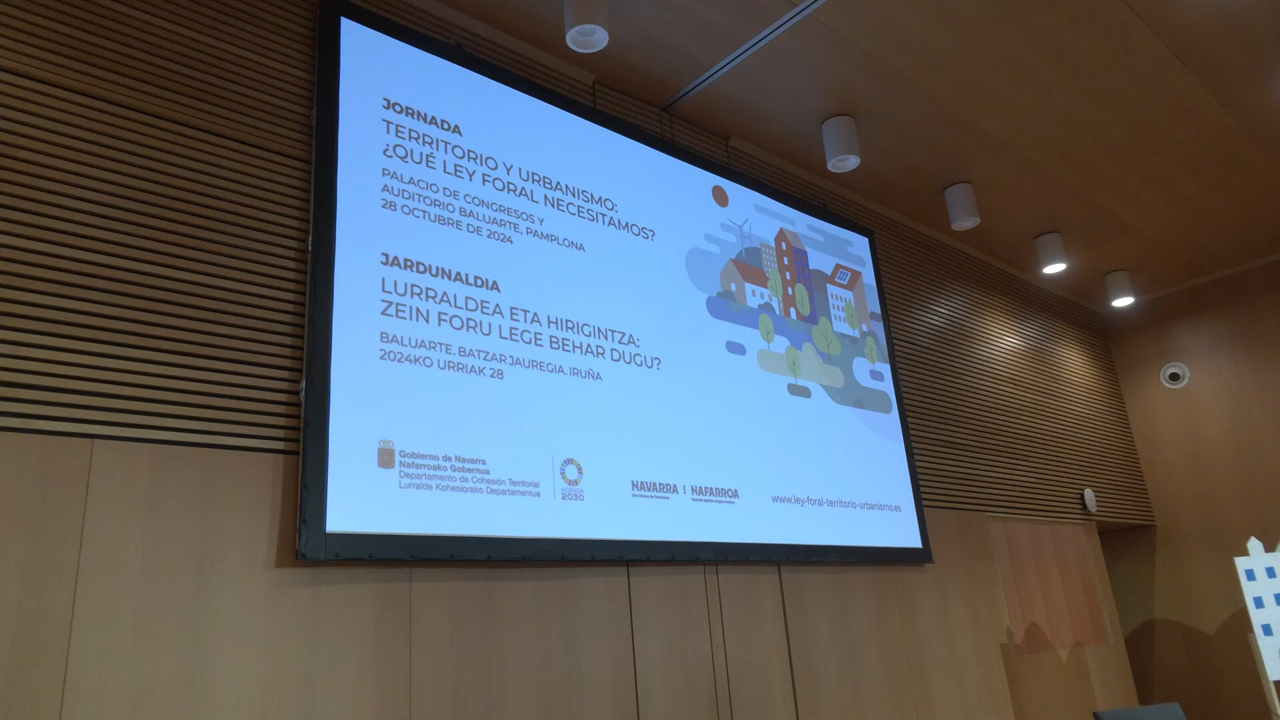 JORNADA
TERRITORIO Y URBANISMO:
¿QUÉ LEY FORAL NECESITAMOS?
PALACIO DE CONGRESOS Y
AUDITORIO BALUARTE, PAMPLONA
28 OCTUBRE DE 2024
JARDUNALDIA
LURRALDEA ETA HIRIGINTZA:
ZEIN FORU LEGE BEHAR DUGU?
BALUARTE. BATZAR JAUREGIA. IRUÑA
2024KO URRIAK 28
Gobierno de Navarra
Nafarroako Gobernua
Departamento de Cohesión Territorial
Lurralde Kohesiorako Departamentua
AGENDA
2030
NAVARRA
NAFARROA
www.ley-foral-territorio-urbanismo.es